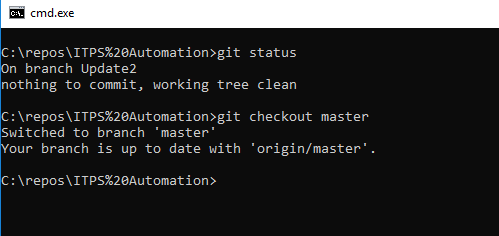 cmd.exe
C:\repos\ITPS%20Automation>git status
On branch Update2
nothing to commit, working tree clean
C:\repos\ITPS%20Automation>git checkout master
Switched to branch 'master'
Your branch is up to date with 'origin/master'.
C:\repos\ITPS%20Automation>